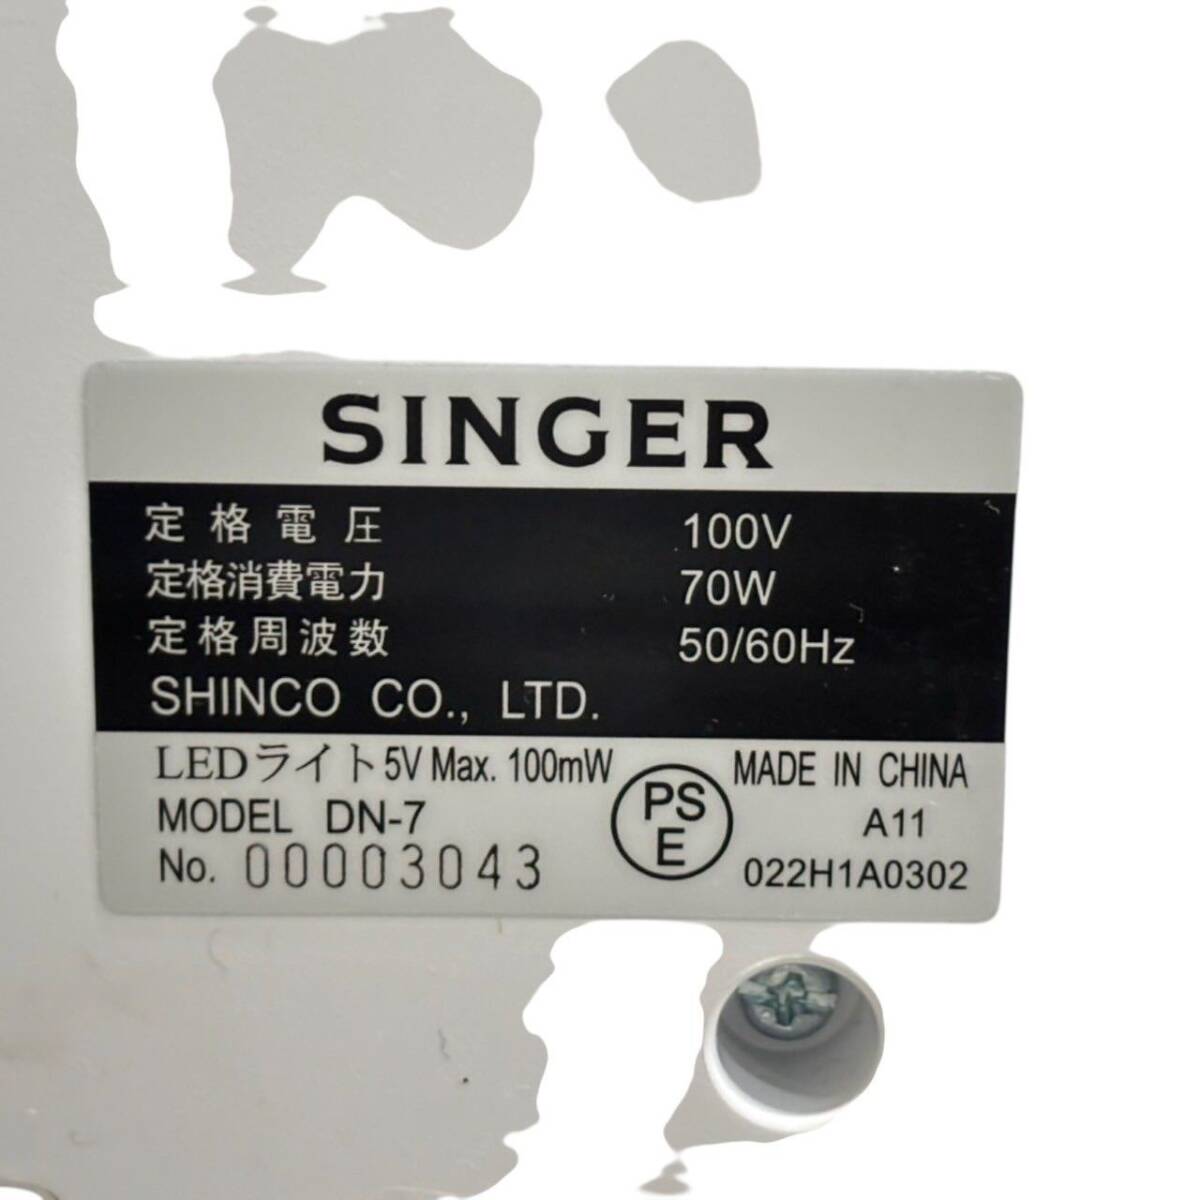 SINGER
定格電圧 100V
定格消費電力 70W
定格周波数 50/60Hz
SHINCO CO., LTD.
LEDライト 5V Max. 100mW
MODEL DN-7
No. 00003043
PS
E
MADE IN CHINA
A11
022H1A0302